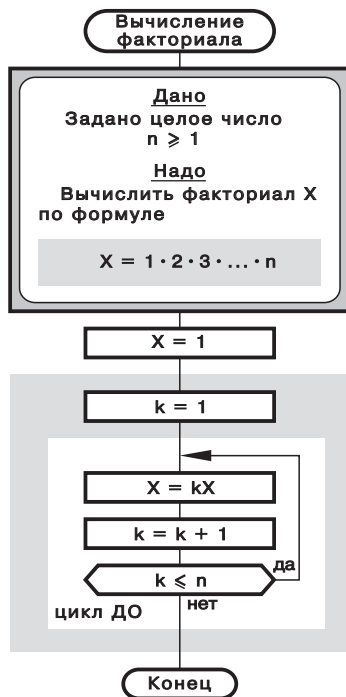 Вычисление
факториала
Дано
Задано целое число
n ⩾ 1
Надо
Вычислить факториал X
по формуле
X = 1 · 2 · 3 · ... · n
X = 1
k = 1
X = kX
k = k + 1
да
k ⩽ n
нет
цикл ДО
Конец